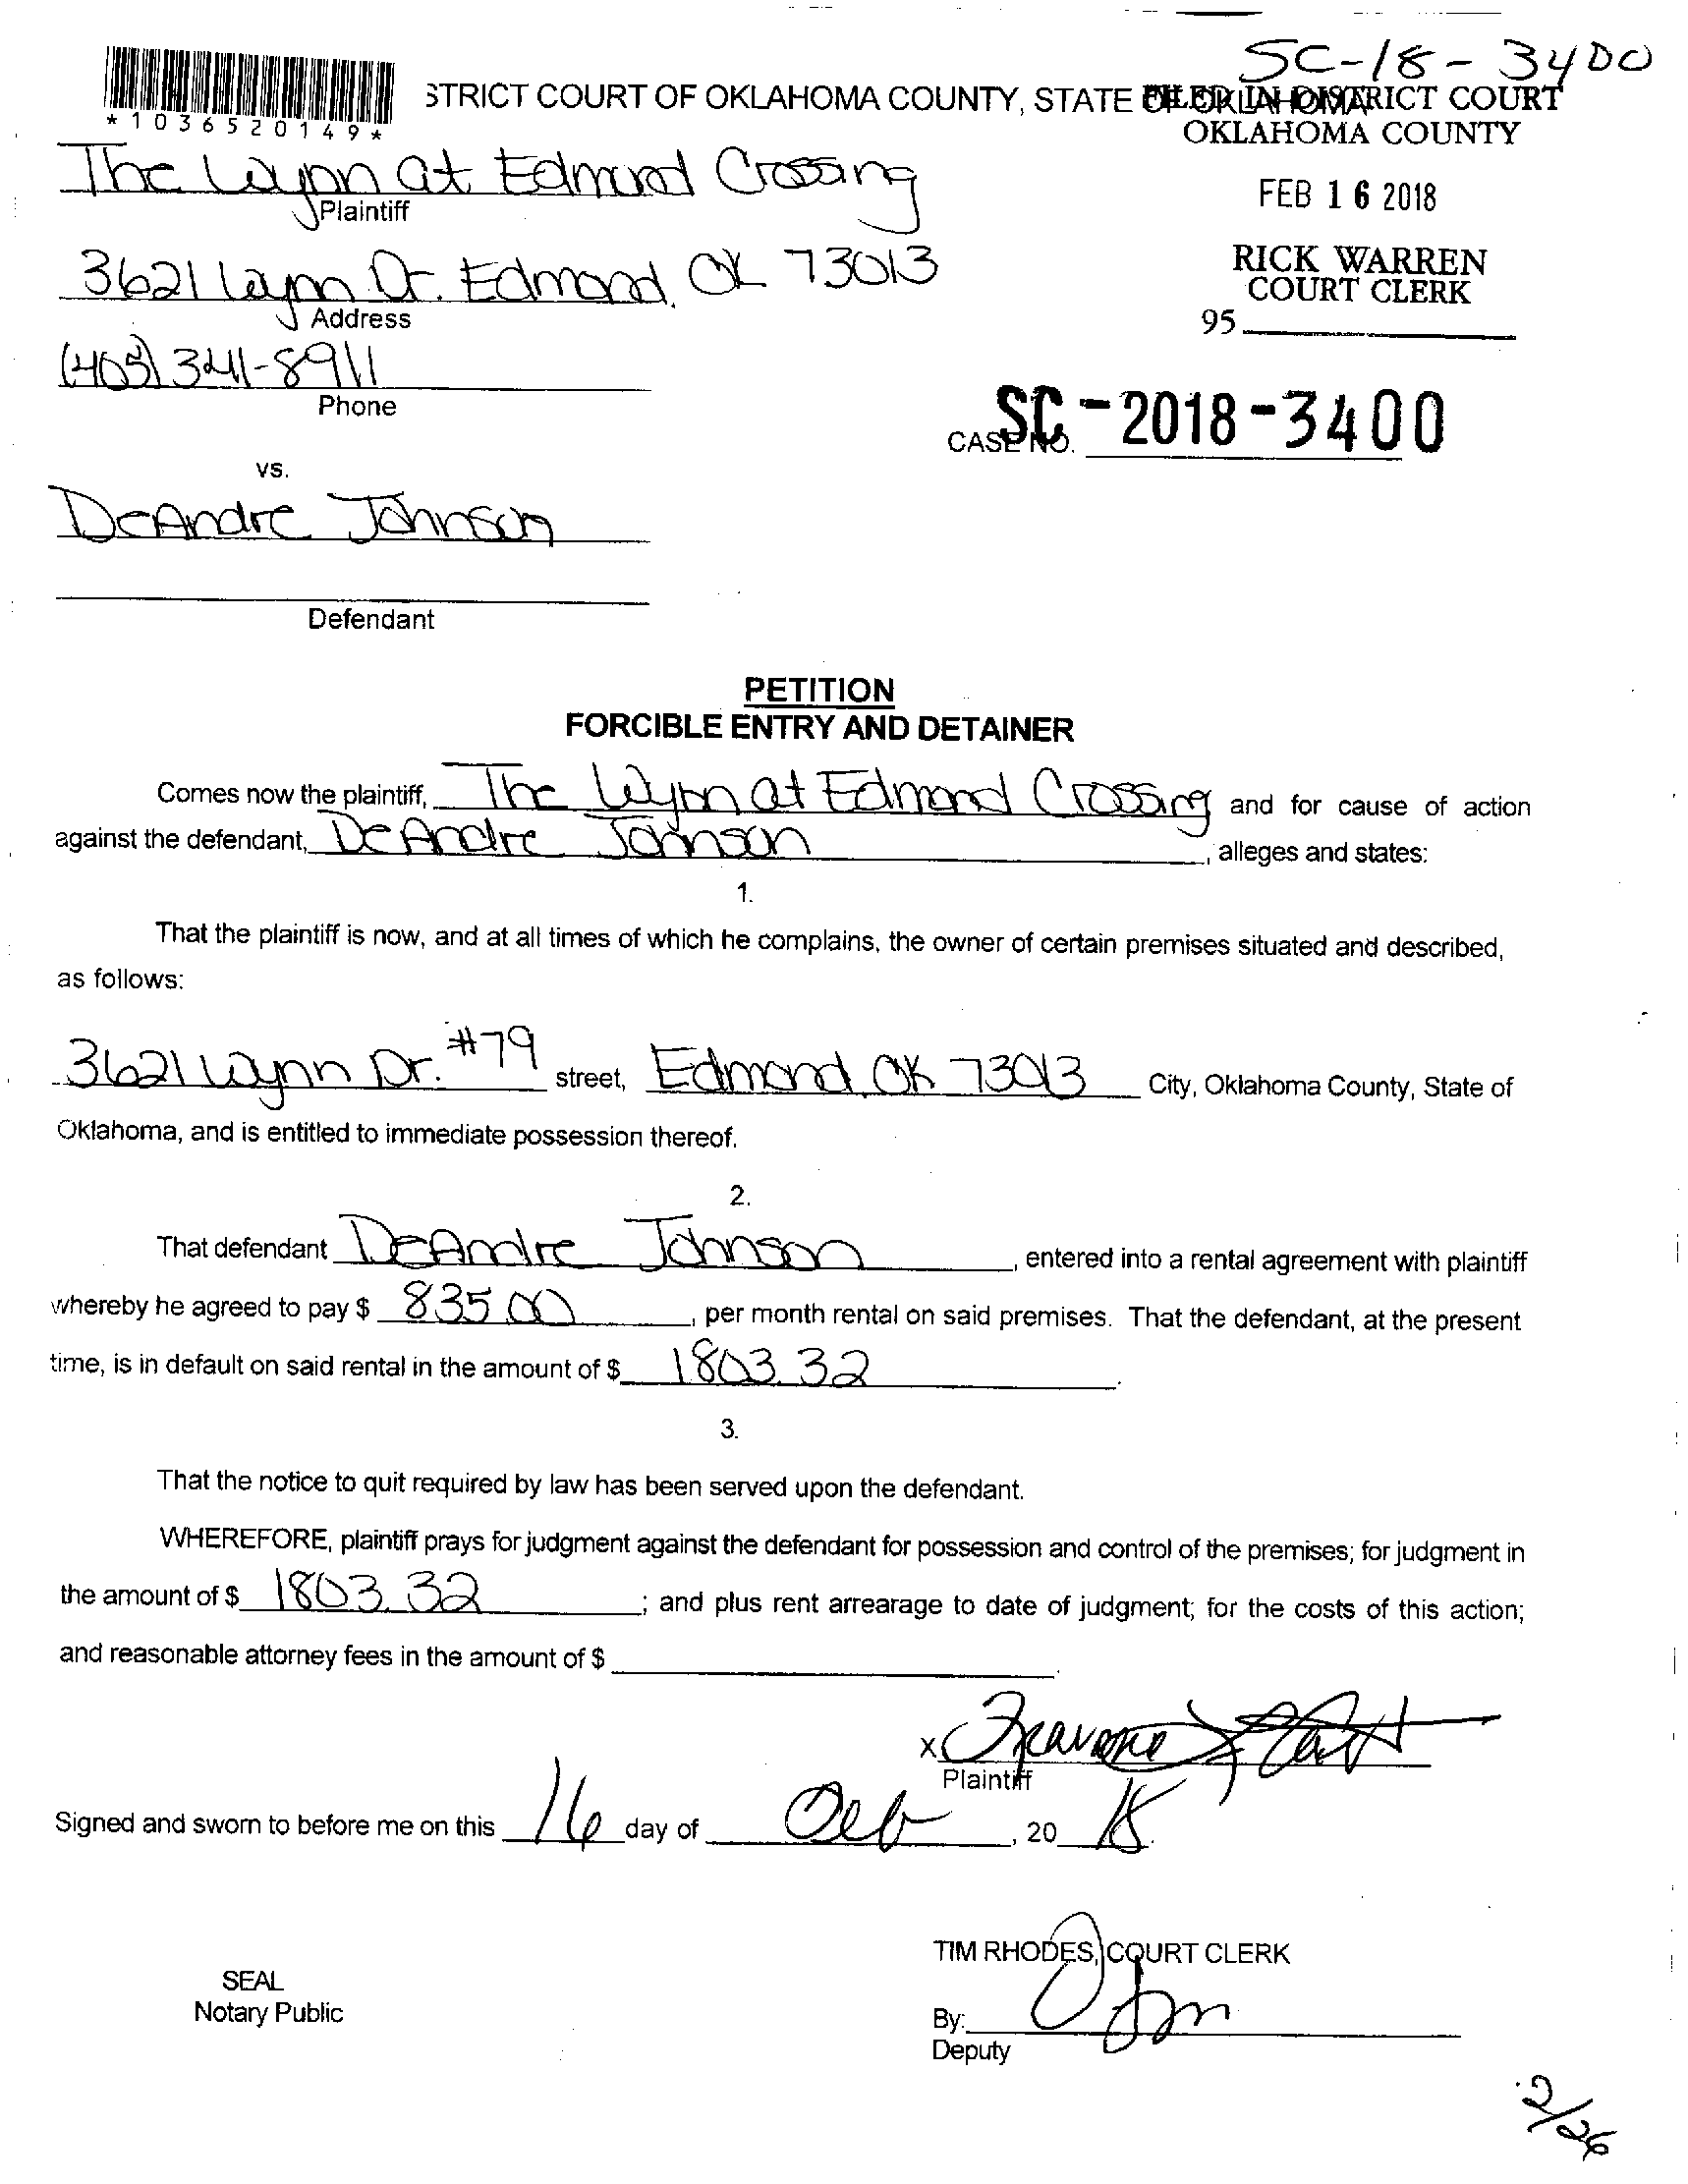 SC-18-3400
STRICT COURT OF OKLAHOMA COUNTY, STATE OF OKLAHOMA
FILED IN DISTRICT COURT
OKLAHOMA COUNTY
*1036520149*
The Wynn at Edmond Crossing
Plaintiff
FEB 16 2018
3621 Wynn Dr. Edmond, OK 73013
Address
RICK WARREN
COURT CLERK
95
(405) 341-8911
Phone
CASE NO. SC-2018-3400
vs.
DeAndre Johnson
Defendant
PETITION
FORCIBLE ENTRY AND DETAINER
Comes now the plaintiff, The Wynn at Edmond Crossing and for cause of action
against the defendant, DeAndre Johnson, alleges and states:
1.
That the plaintiff is now, and at all times of which he complains, the owner of certain premises situated and described,
as follows:
3621 Wynn Dr. #79 street, Edmond, OK 73013 City, Oklahoma County, State of
Oklahoma, and is entitled to immediate possession thereof.
2.
That defendant DeAndre Johnson, entered into a rental agreement with plaintiff
whereby he agreed to pay $ 835.00, per month rental on said premises. That the defendant, at the present
time, is in default on said rental in the amount of $ 1803.32.
3.
That the notice to quit required by law has been served upon the defendant.
WHEREFORE, plaintiff prays for judgment against the defendant for possession and control of the premises; for judgment in
the amount of $ 1803.32; and plus rent arrearage to date of judgment; for the costs of this action;
and reasonable attorney fees in the amount of $
X
Plaintiff
Signed and sworn to before me on this 16 day of Feb, 20 18.
TIM RHODES, COURT CLERK
SEAL
Notary Public
By:
Deputy
2/26